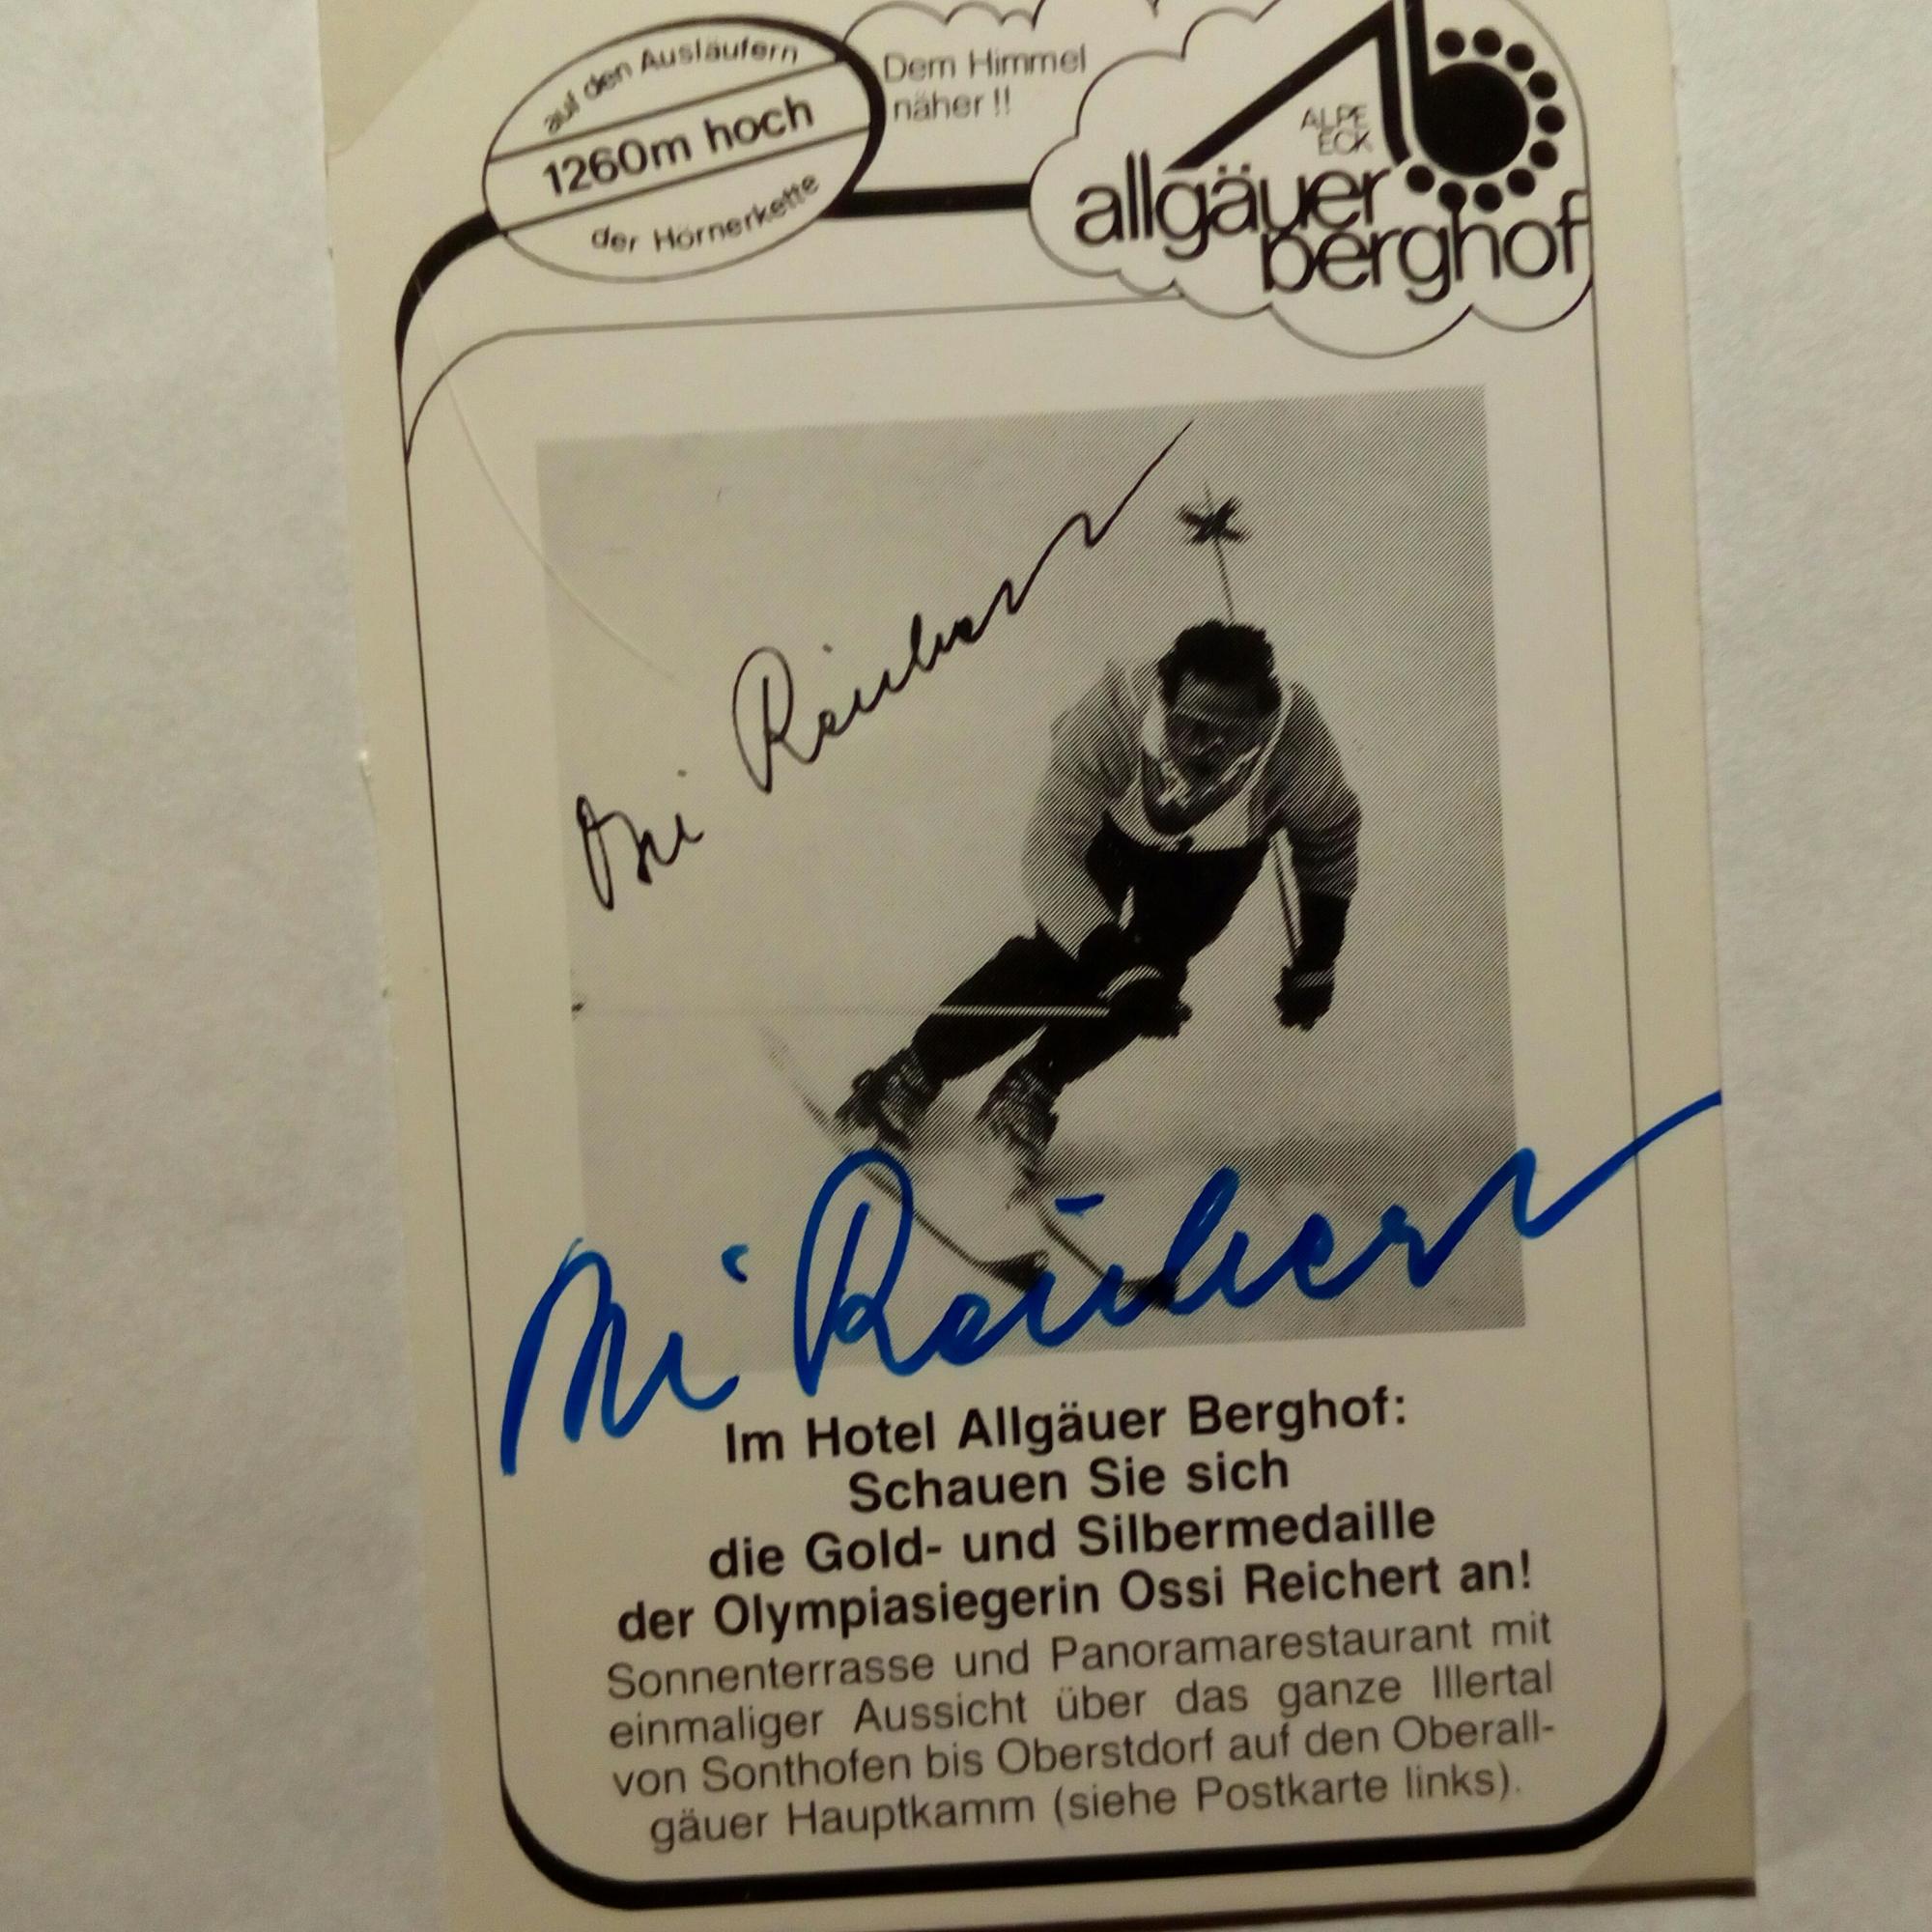 auf den Ausläufern
1260m hoch
der Hörnerkette
Dem Himmel
näher !!
ALPE
ECK
allgäuer
berghof
Ossi Reichert
Ossi Reichert
Im Hotel Allgäuer Berghof:
Schauen Sie sich
die Gold- und Silbermedaille
der Olympiasiegerin Ossi Reichert an!
Sonnenterrasse und Panoramarestaurant mit
einmaliger Aussicht über das ganze Illertal
von Sonthofen bis Oberstdorf auf den Oberall-
gäuer Hauptkamm (siehe Postkarte links).